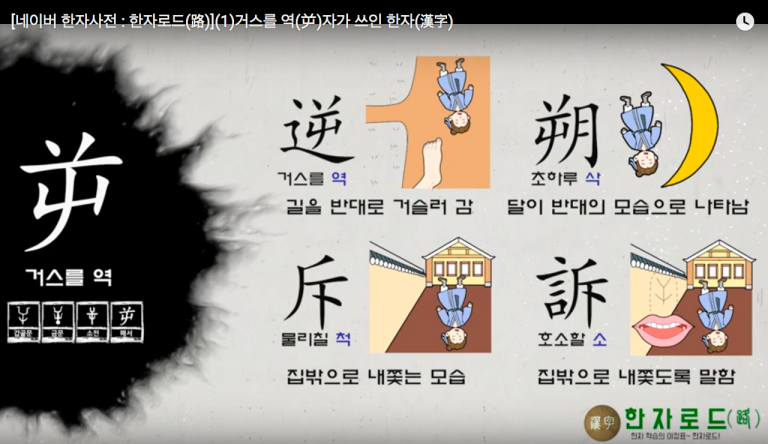 [네이버 한자사전 : 한자로드(路)](1)거스를 역(屰)자가 쓰인 한자(漢字)
屰
거스를 역
갑골문 금문 소전 해서
逆
거스를 역
길을 반대로 거슬러 감
朔
초하루 삭
달이 반대의 모습으로 나타남
斥
물리칠 척
집밖으로 내쫓는 모습
訴
호소할 소
집밖으로 내쫓도록 말함
漢字 한자로드(路)
한자 학습의 이정표~ 한자로드!